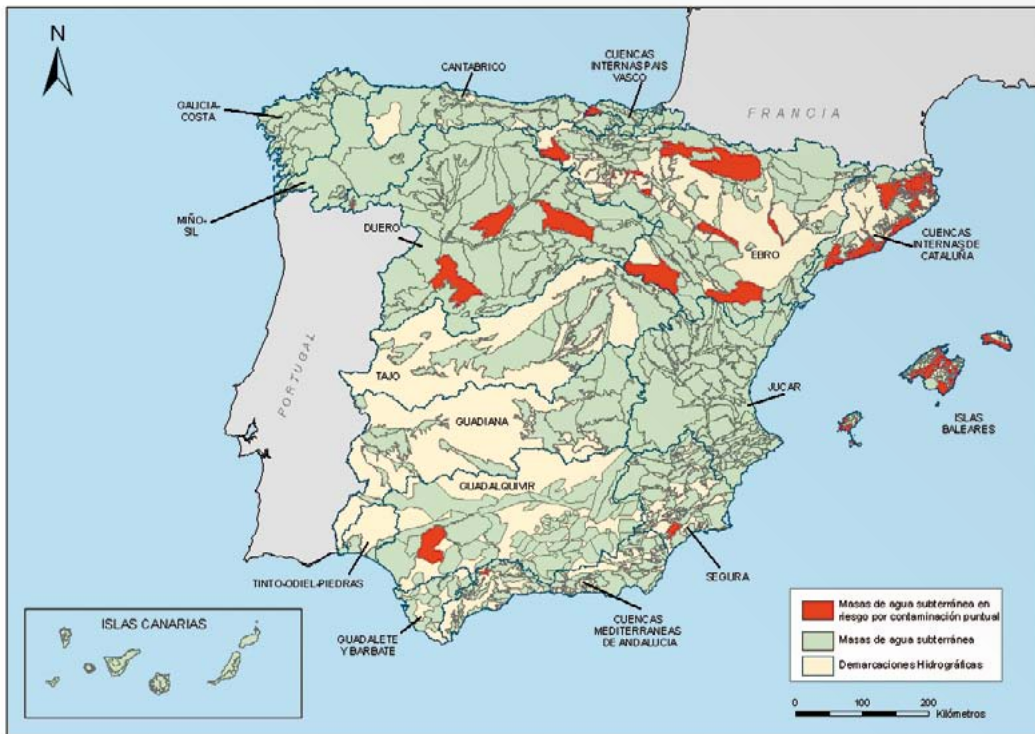 N
CANTABRICO
CUENCAS
INTERNAS PAIS
VASCO
GALICIA-
COSTA
FRANCIA
MIÑO-
SIL
DUERO
EBRO
CUENCAS
INTERNAS DE
CATALUÑA
PORTUGAL
TAJO
JUCAR
ISLAS
BALEARES
GUADIANA
GUADALQUIVIR
TINTO-ODIEL-PIEDRAS
SEGURA
GUADALETE
Y BARBATE
CUENCAS
MEDITERRANEAS
DE ANDALUCIA
ISLAS CANARIAS
Masas de agua subterránea en
riesgo por contaminación puntual
Masas de agua subterránea
Demarcaciones Hidrográficas
0 100 200
Kilómetros